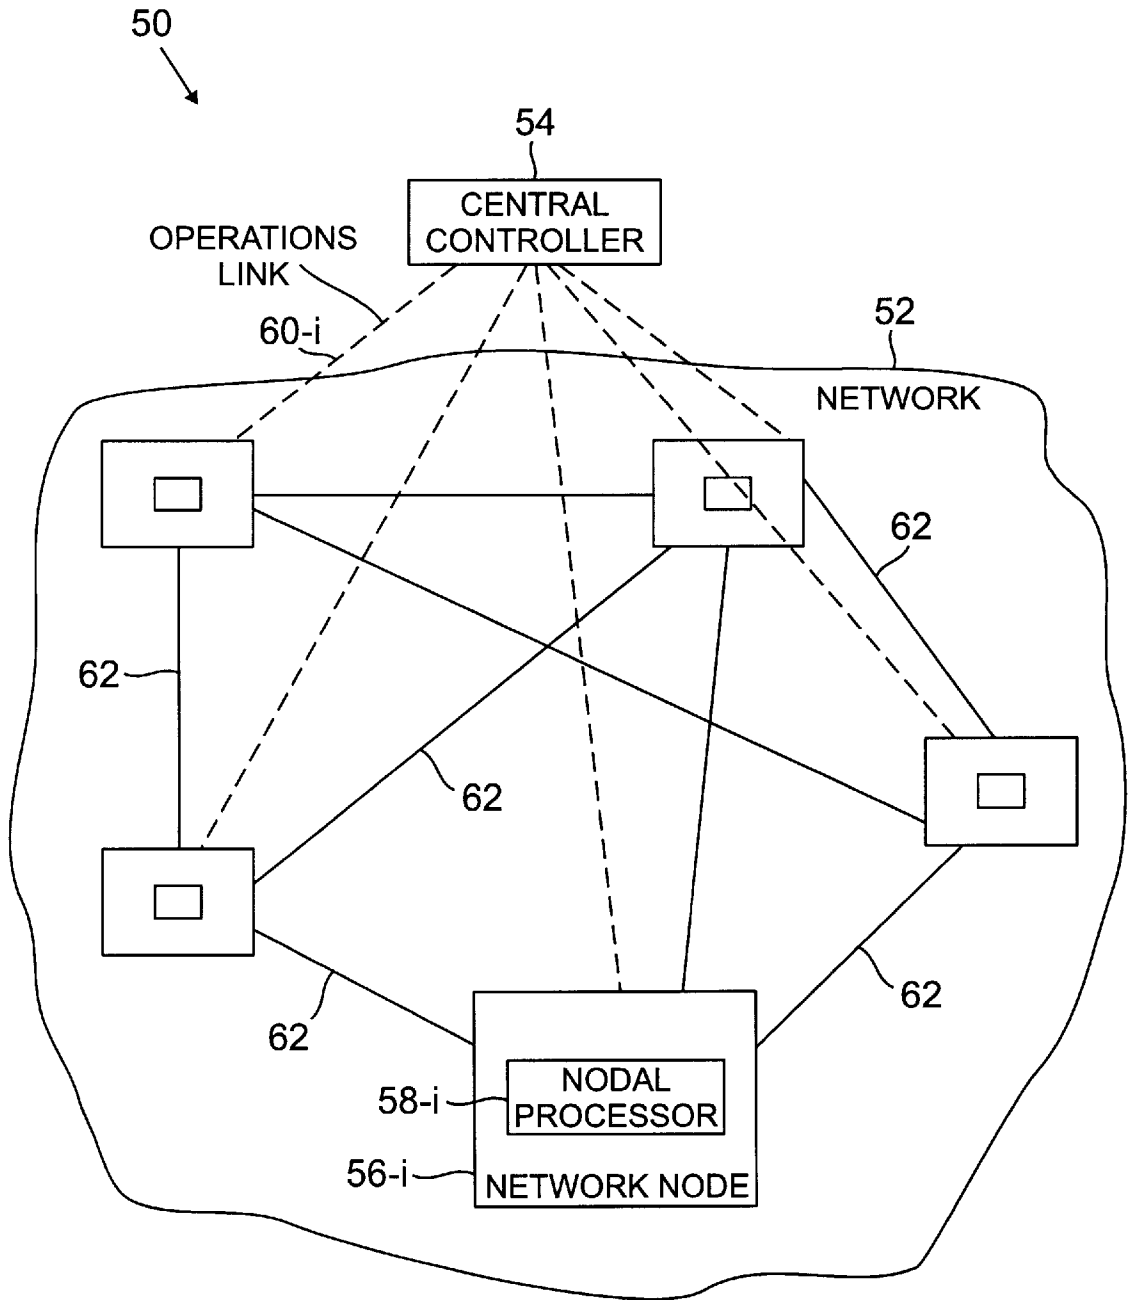 50
54
CENTRAL
CONTROLLER
OPERATIONS
LINK
60-i
52
NETWORK
62
62
62
62
62
NODAL
PROCESSOR
58-i
56-i
NETWORK NODE